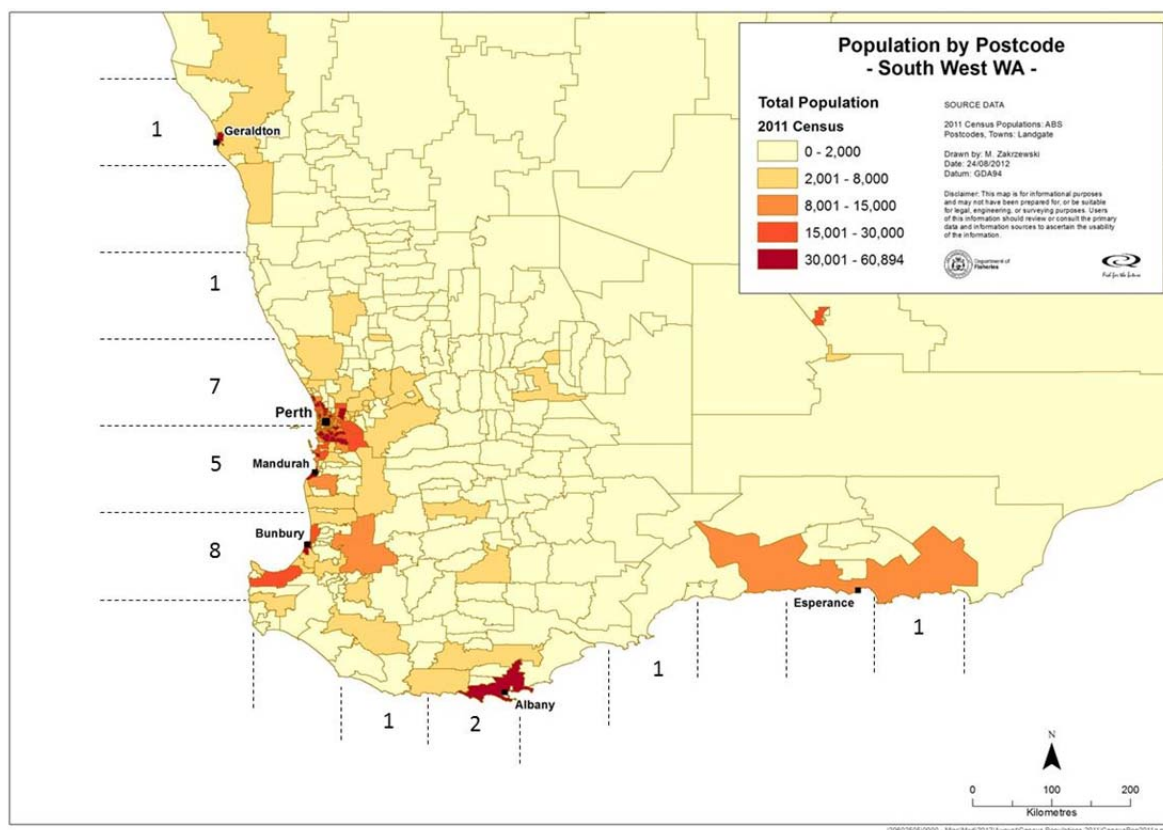 Population by Postcode
- South West WA -
Total Population
2011 Census
0 - 2,000
2,001 - 8,000
8,001 - 15,000
15,001 - 30,000
30,001 - 60,894
SOURCE DATA
2011 Census Populations: ABS
Postcodes, Towns: Landgate
Drawn by: M. Zakrzewski
Date: 24/08/2012
Datum: GDA94
Disclaimer: This map is for informational purposes
and may not have been prepared for, or be suitable
for legal, engineering, or surveying purposes. Users
of this information should review or consult the primary
data and information sources to ascertain the usability
of the information.
Department of
Fisheries
Fish for the future
1
Geraldton
1
7
Perth
5
Mandurah
Bunbury
8
Esperance
1
1
Albany
1
2
N
0 100 200
Kilometres